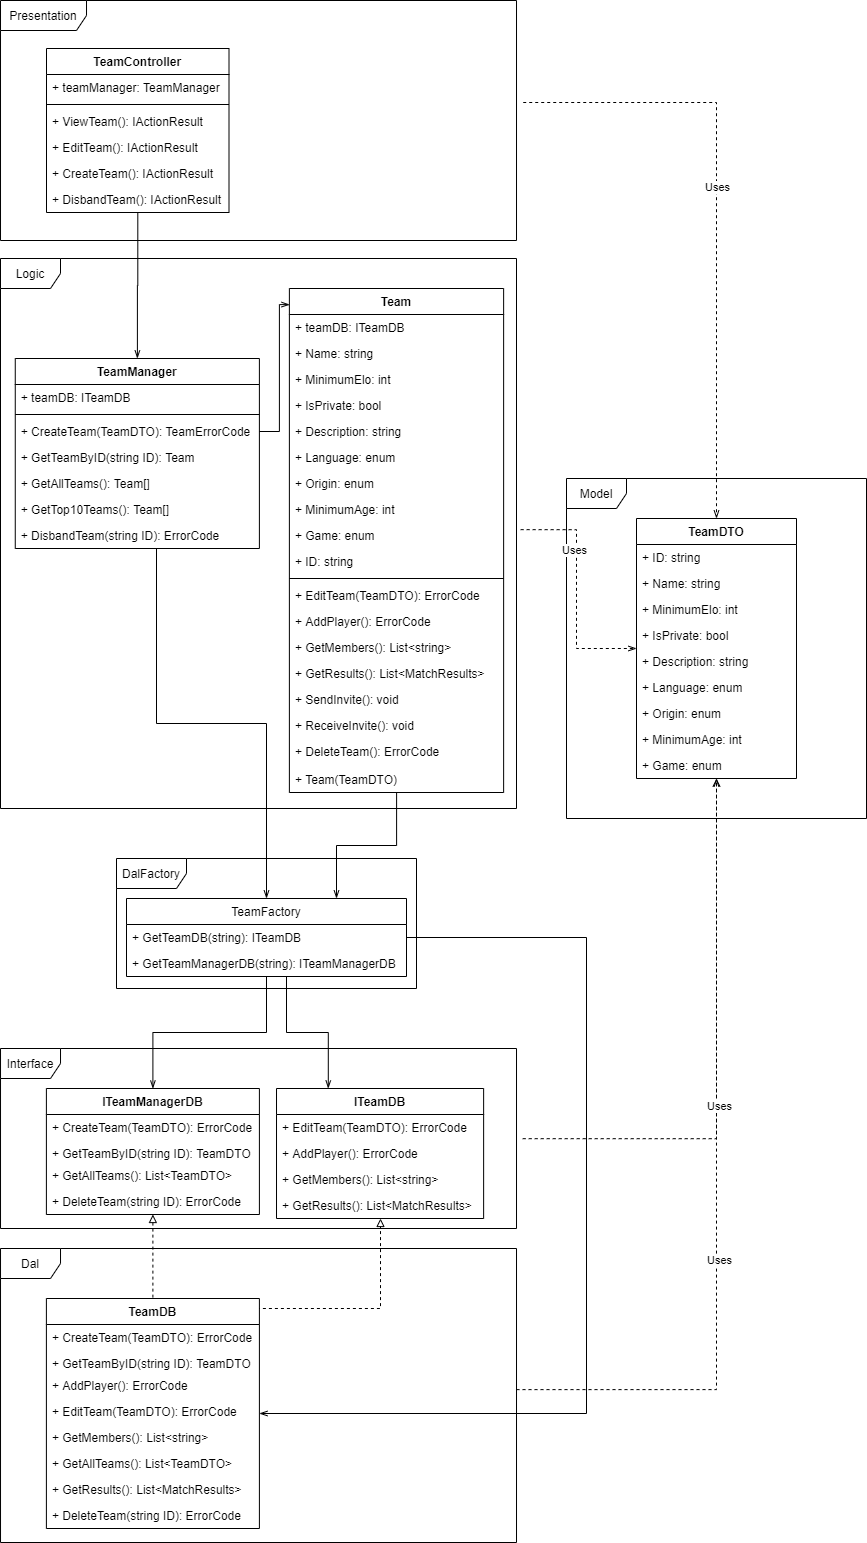 Presentation
TeamController
+ teamManager: TeamManager
+ ViewTeam(): IActionResult
+ EditTeam(): IActionResult
+ CreateTeam(): IActionResult
+ DisbandTeam(): IActionResult
Uses
Logic
TeamManager
+ teamDB: ITeamDB
+ CreateTeam(TeamDTO): TeamErrorCode
+ GetTeamByID(string ID): Team
+ GetAllTeams(): Team[]
+ GetTop10Teams(): Team[]
+ DisbandTeam(string ID): ErrorCode
Team
+ teamDB: ITeamDB
+ Name: string
+ MinimumElo: int
+ IsPrivate: bool
+ Description: string
+ Language: enum
+ Origin: enum
+ MinimumAge: int
+ Game: enum
+ ID: string
+ EditTeam(TeamDTO): ErrorCode
+ AddPlayer(): ErrorCode
+ GetMembers(): List<string>
+ GetResults(): List<MatchResults>
+ SendInvite(): void
+ ReceiveInvite(): void
+ DeleteTeam(): ErrorCode
+ Team(TeamDTO)
Uses
Model
TeamDTO
+ ID: string
+ Name: string
+ MinimumElo: int
+ IsPrivate: bool
+ Description: string
+ Language: enum
+ Origin: enum
+ MinimumAge: int
+ Game: enum
DalFactory
TeamFactory
+ GetTeamDB(string): ITeamDB
+ GetTeamManagerDB(string): ITeamManagerDB
Interface
ITeamManagerDB
+ CreateTeam(TeamDTO): ErrorCode
+ GetTeamByID(string ID): TeamDTO
+ GetAllTeams(): List<TeamDTO>
+ DeleteTeam(string ID): ErrorCode
ITeamDB
+ EditTeam(TeamDTO): ErrorCode
+ AddPlayer(): ErrorCode
+ GetMembers(): List<string>
+ GetResults(): List<MatchResults>
Uses
Dal
TeamDB
+ CreateTeam(TeamDTO): ErrorCode
+ GetTeamByID(string ID): TeamDTO
+ AddPlayer(): ErrorCode
+ EditTeam(TeamDTO): ErrorCode
+ GetMembers(): List<string>
+ GetAllTeams(): List<TeamDTO>
+ GetResults(): List<MatchResults>
+ DeleteTeam(string ID): ErrorCode
Uses